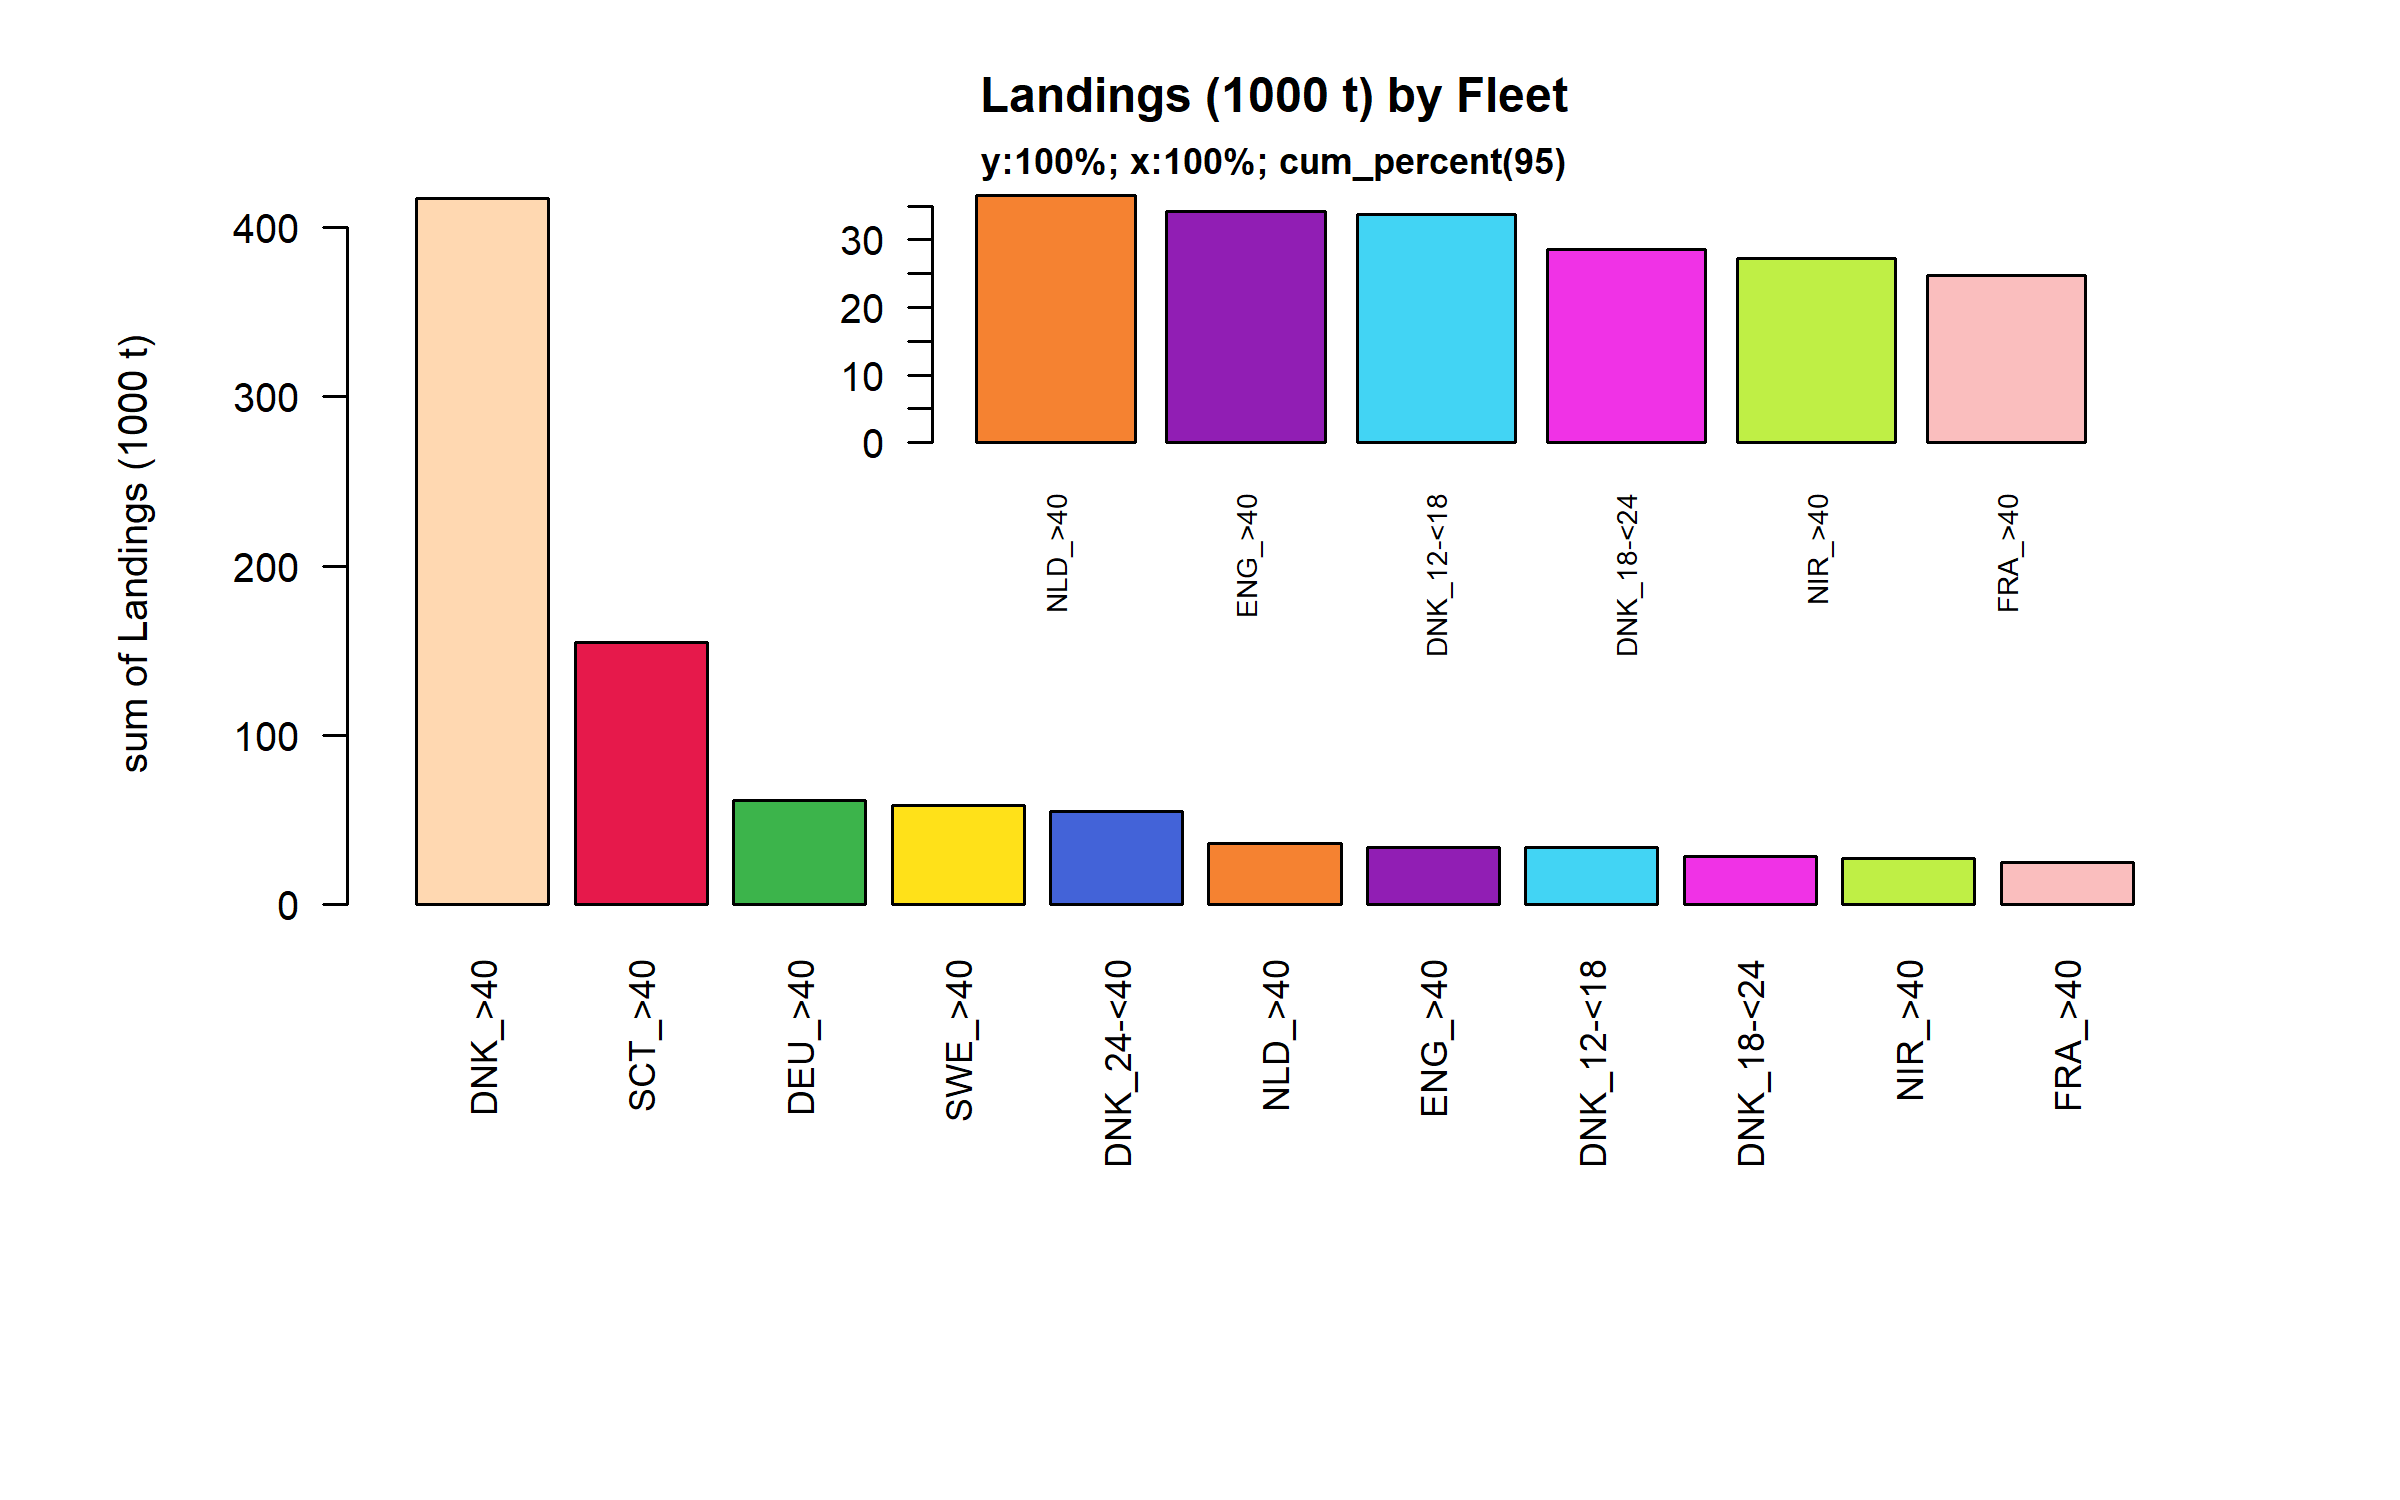 Landings (1000 t) by Fleet
y:100%; x:100%; cum_percent(95)
sum of Landings (1000 t)
400
300
200
100
0
30
20
10
0
NLD_>40
ENG_>40
DNK_12-<18
DNK_18-<24
NIR_>40
FRA_>40
DNK_>40
SCT_>40
DEU_>40
SWE_>40
DNK_24-<40
NLD_>40
ENG_>40
DNK_12-<18
DNK_18-<24
NIR_>40
FRA_>40